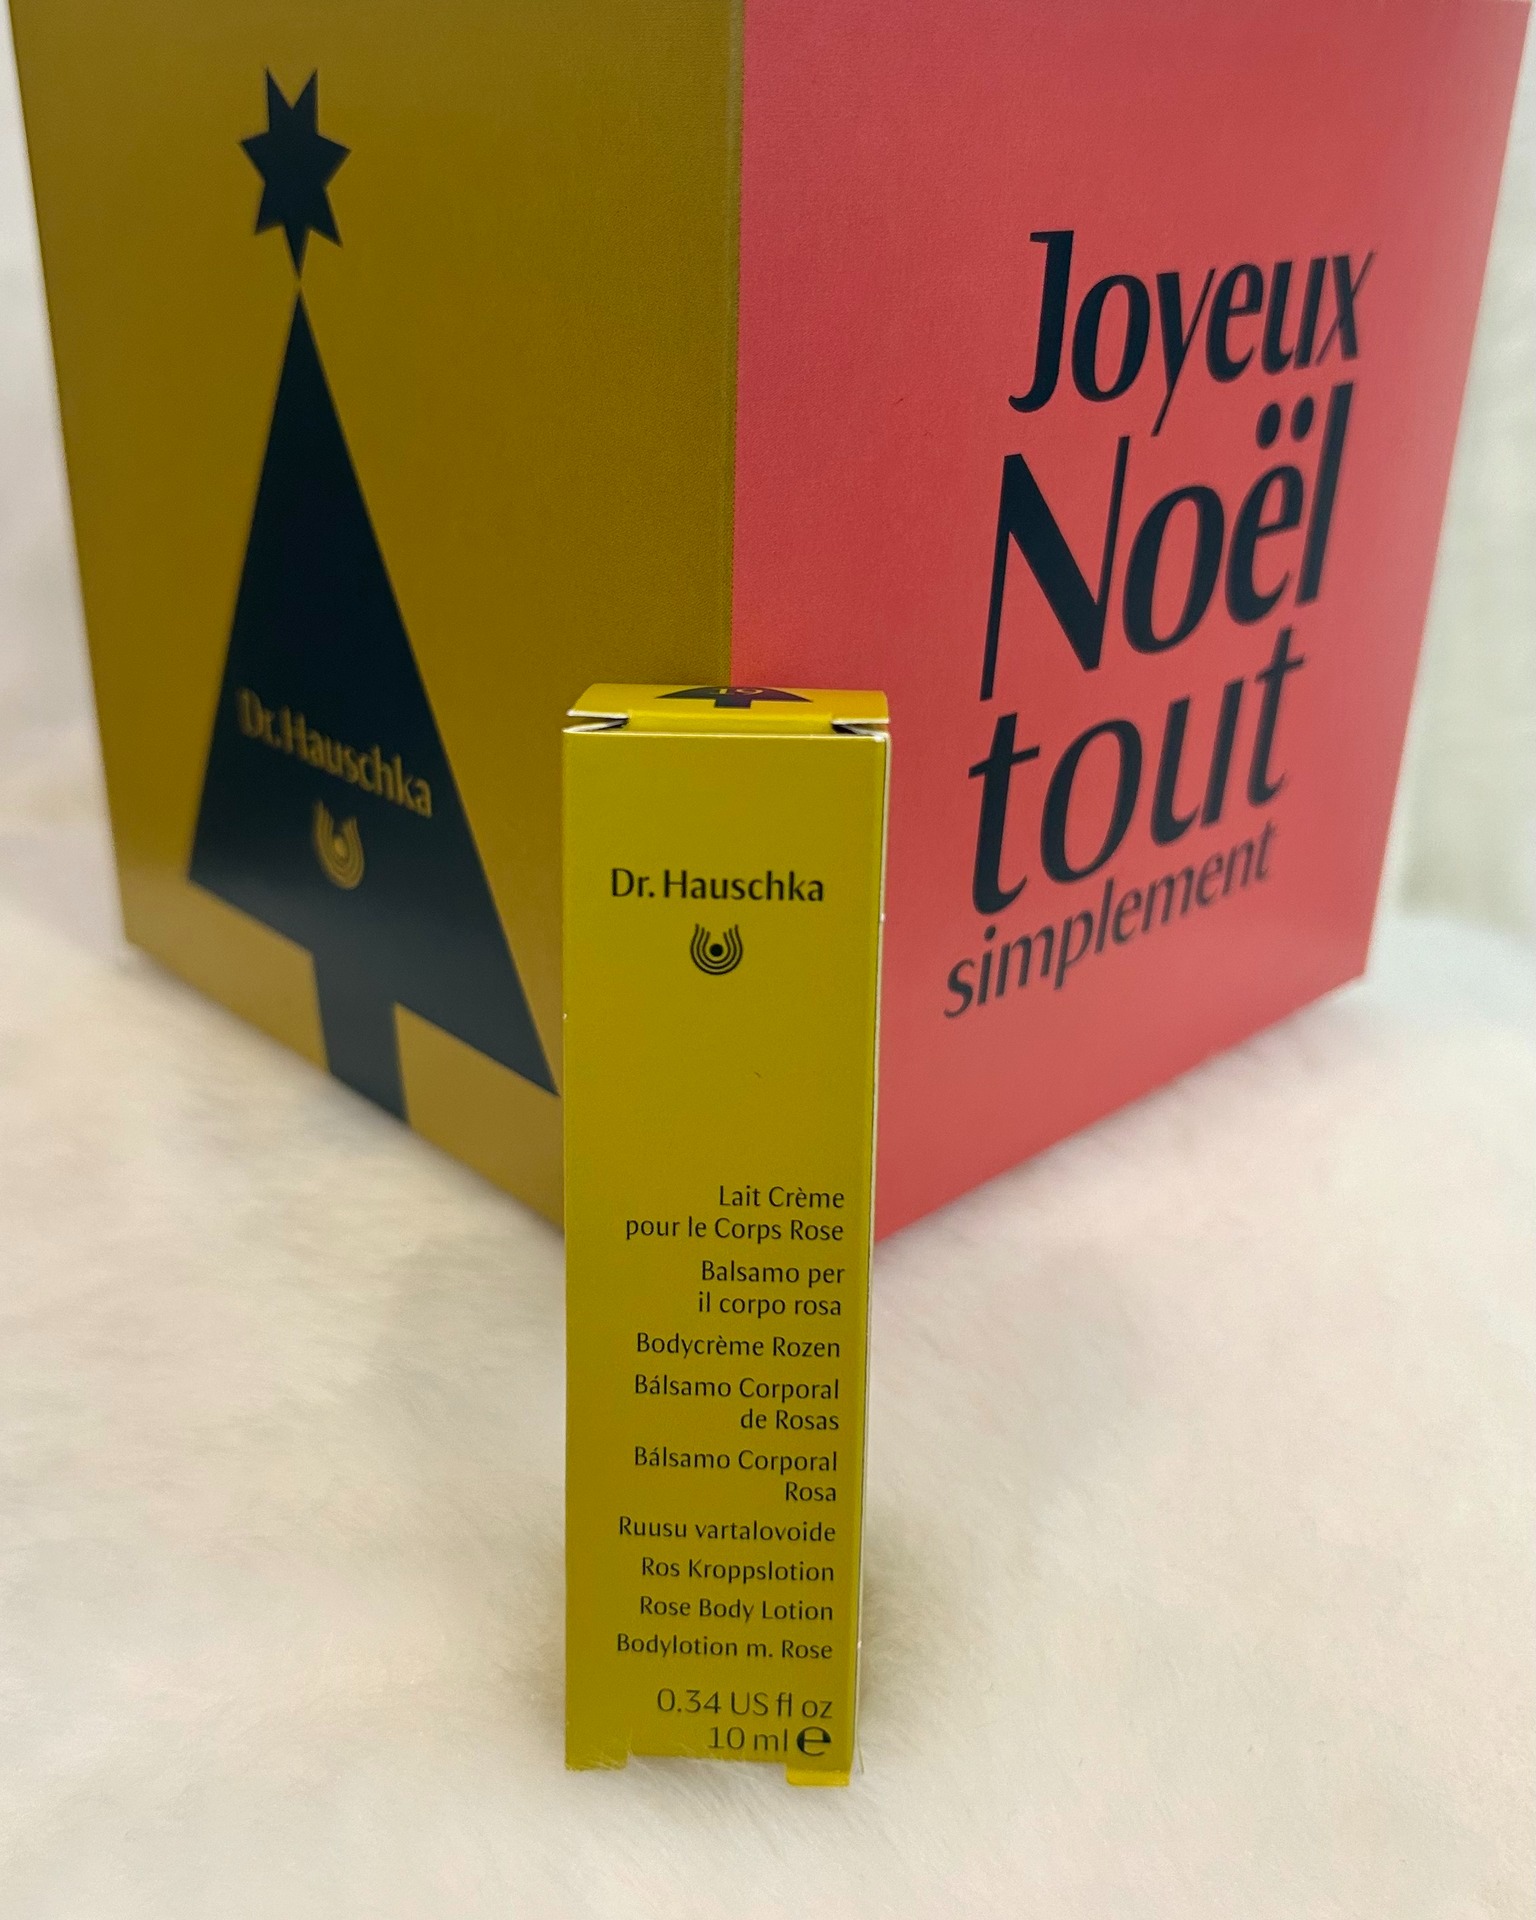 Joyeux
Noël
tout
simplement
Dr. Hauschka
19
Dr. Hauschka
Lait Crème
pour le Corps Rose
Balsamo per
il corpo rosa
Bodycrème Rozen
Bálsamo Corporal
de Rosas
Bálsamo Corporal
Rosa
Ruusu vartalovoide
Ros Kroppslotion
Rose Body Lotion
Bodylotion m. Rose
0.34 US fl oz
10 ml ℮